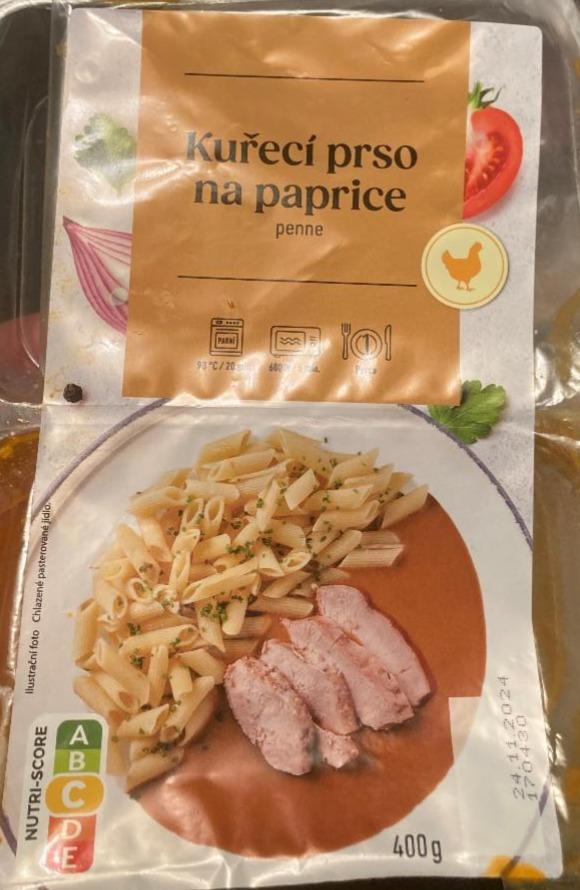 Kuřecí prso
na paprice
penne
PARNÍ
Ilustrační foto Chlazené pasterované jídlo.
NUTRI-SCORE
A
B
C
D
E
24.11.2024
170430
400g